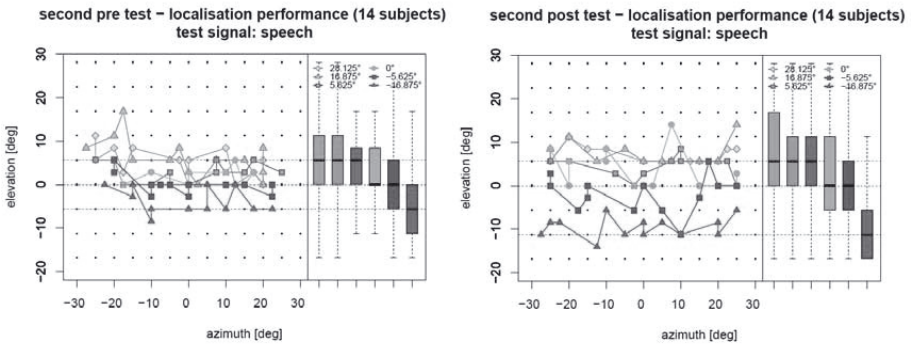 second pre test − localisation performance (14 subjects)
test signal: speech
elevation [deg]
30
20
10
0
−10
−20
28.125° 0°
16.875° −5.625°
5.625° −16.875°
−30 −20 −10 0 10 20 30
azimuth [deg]
second post test − localisation performance (14 subjects)
test signal: speech
elevation [deg]
30
20
10
0
−10
−20
28.125° 0°
16.875° −5.625°
5.625° −16.875°
−30 −20 −10 0 10 20 30
azimuth [deg]